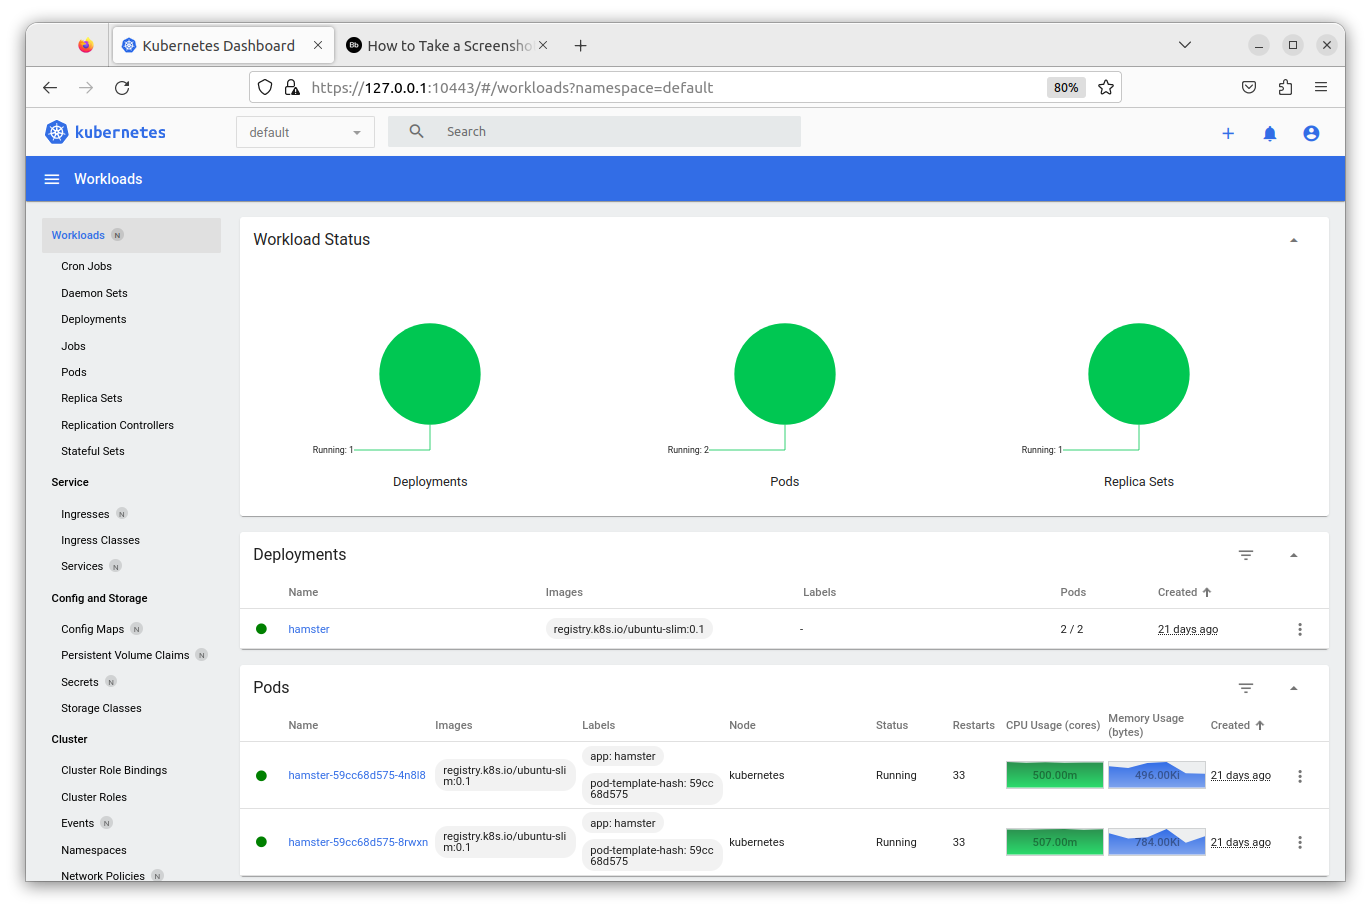 Kubernetes Dashboard
Bb How to Take a Screensho
https://127.0.0.1:10443/#/workloads?namespace=default 80%
kubernetes default Search
Workloads
Workloads N
Cron Jobs
Daemon Sets
Deployments
Jobs
Pods
Replica Sets
Replication Controllers
Stateful Sets
Service
Ingresses N
Ingress Classes
Services N
Config and Storage
Config Maps N
Persistent Volume Claims N
Secrets N
Storage Classes
Cluster
Cluster Role Bindings
Cluster Roles
Events N
Namespaces
Network Policies N
Workload Status
Running: 1
Deployments
Running: 2
Pods
Running: 1
Replica Sets
Deployments
Name Images Labels Pods Created
hamster registry.k8s.io/ubuntu-slim:0.1 - 2 / 2 21 days ago
Pods
Name Images Labels Node Status Restarts CPU Usage (cores) Memory Usage
(bytes) Created
hamster-59cc68d575-4n8l8
registry.k8s.io/ubuntu-sli
m:0.1
app: hamster
pod-template-hash: 59cc
68d575
kubernetes Running 33 500.00m 496.00Ki 21 days ago
hamster-59cc68d575-8rwxn
registry.k8s.io/ubuntu-sli
m:0.1
app: hamster
pod-template-hash: 59cc
68d575
kubernetes Running 33 507.00m 784.00Ki 21 days ago